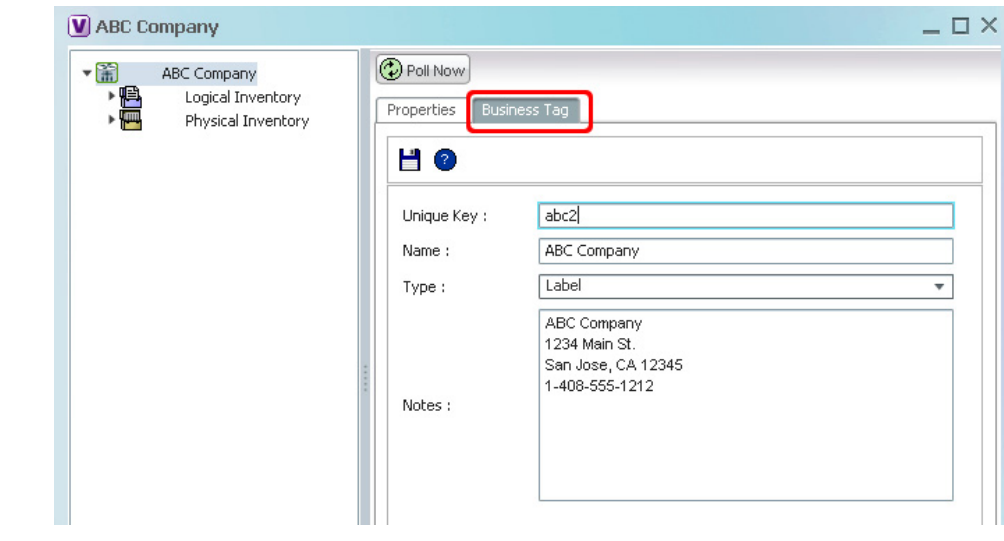 V ABC Company
ABC Company
Logical Inventory
Physical Inventory
Poll Now
Properties
Business Tag
?
Unique Key :
abc2
Name :
ABC Company
Type :
Label
Notes :
ABC Company
1234 Main St.
San Jose, CA 12345
1-408-555-1212